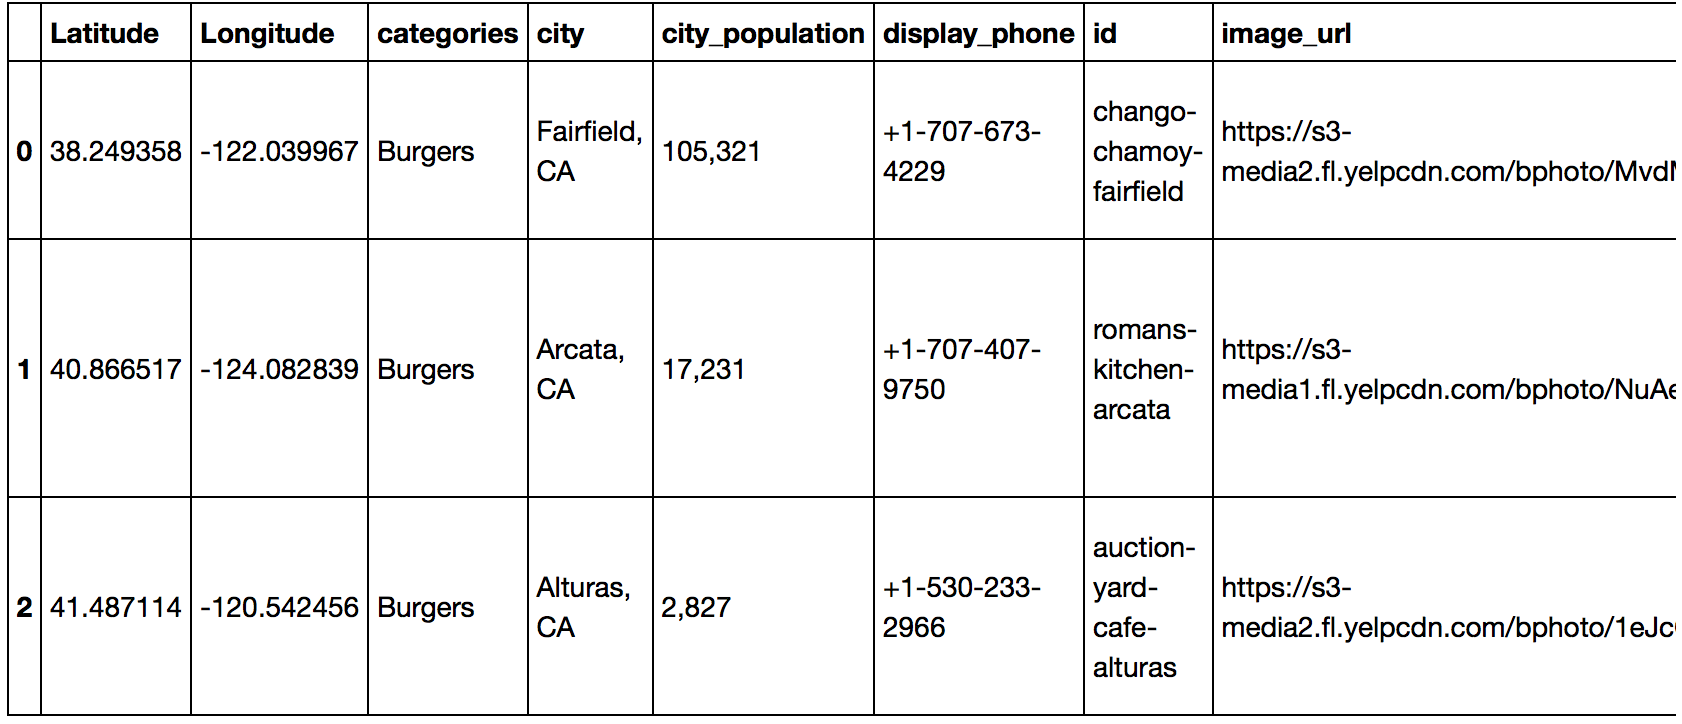 Latitude Longitude categories city city_population display_phone id image_url
0 38.249358 -122.039967 Burgers Fairfield, CA 105,321 +1-707-673-4229 chango-chamoy-fairfield https://s3-media2.fl.yelpcdn.com/bphoto/Mvd
1 40.866517 -124.082839 Burgers Arcata, CA 17,231 +1-707-407-9750 romans-kitchen-arcata https://s3-media1.fl.yelpcdn.com/bphoto/NuAe
2 41.487114 -120.542456 Burgers Alturas, CA 2,827 +1-530-233-2966 auction-yard-cafe-alturas https://s3-media2.fl.yelpcdn.com/bphoto/1eJc